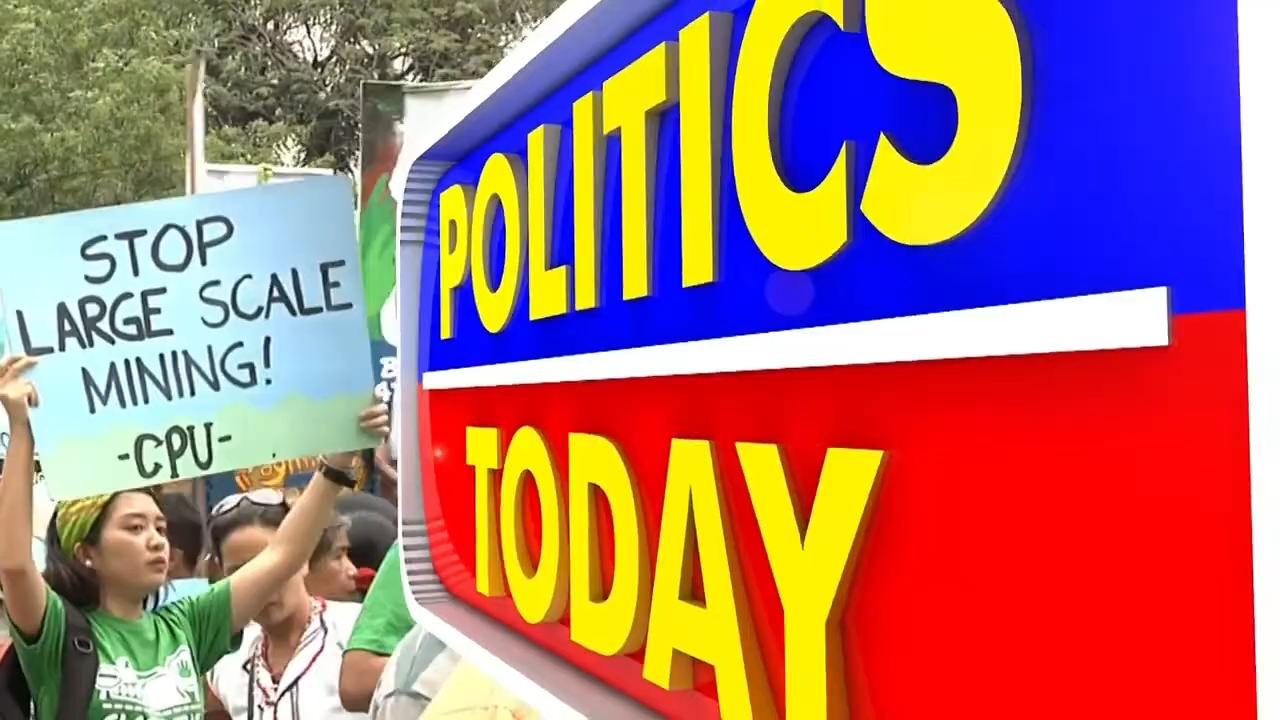 STOP
LARGE SCALE
MINING!
-CPU-
POLITICS
TODAY